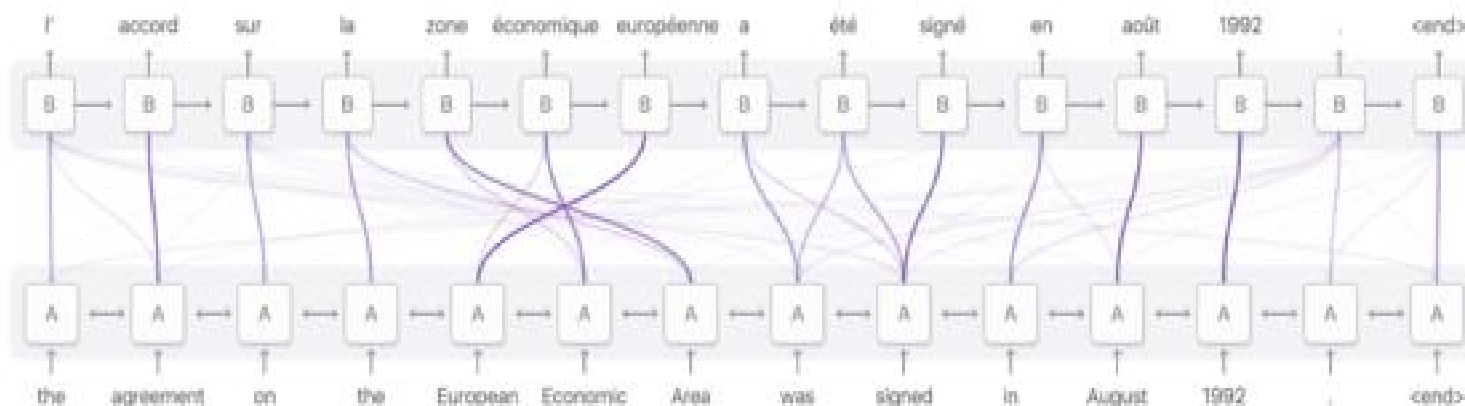 l' accord sur la zone économique européenne a été signé en août 1992 . <end>
B B B B B B B B B B B B B B B
A A A A A A A A A A A A A A
the agreement on the European Economic Area was signed in August 1992 . <end>